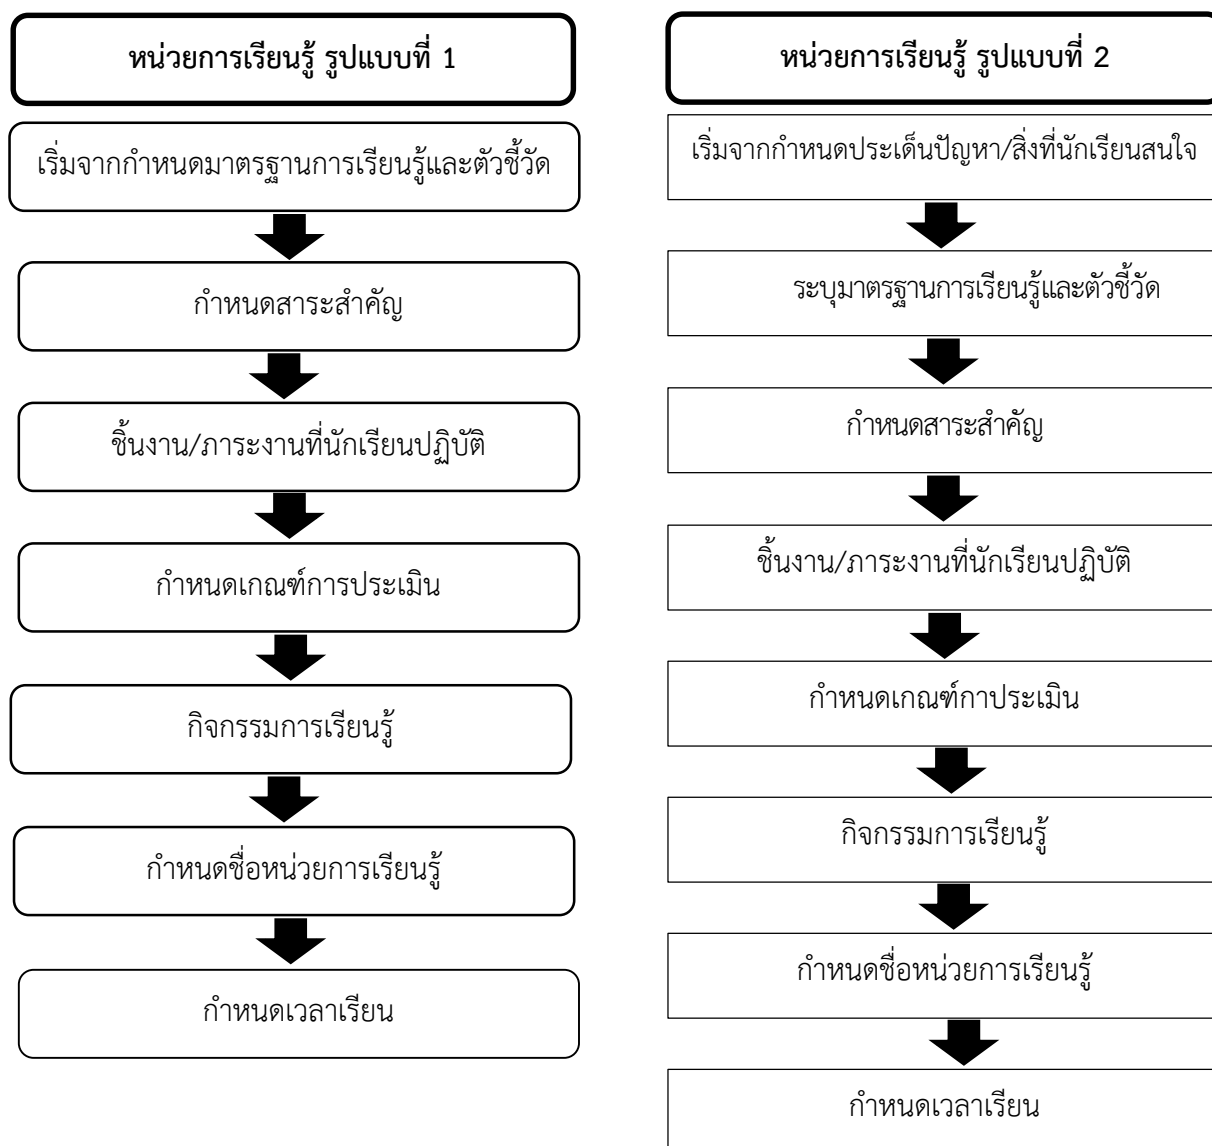 หน่วยการเรียนรู้ รูปแบบที่ 1
เริ่มจากกำหนดมาตรฐานการเรียนรู้และตัวชี้วัด
กำหนดสาระสำคัญ
ชิ้นงาน/ภาระงานที่นักเรียนปฏิบัติ
กำหนดเกณฑ์การประเมิน
กิจกรรมการเรียนรู้
กำหนดชื่อหน่วยการเรียนรู้
กำหนดเวลาเรียน
หน่วยการเรียนรู้ รูปแบบที่ 2
เริ่มจากกำหนดประเด็นปัญหา/สิ่งที่นักเรียนสนใจ
ระบุมาตรฐานการเรียนรู้และตัวชี้วัด
กำหนดสาระสำคัญ
ชิ้นงาน/ภาระงานที่นักเรียนปฏิบัติ
กำหนดเกณฑ์กาประเมิน
กิจกรรมการเรียนรู้
กำหนดชื่อหน่วยการเรียนรู้
กำหนดเวลาเรียน